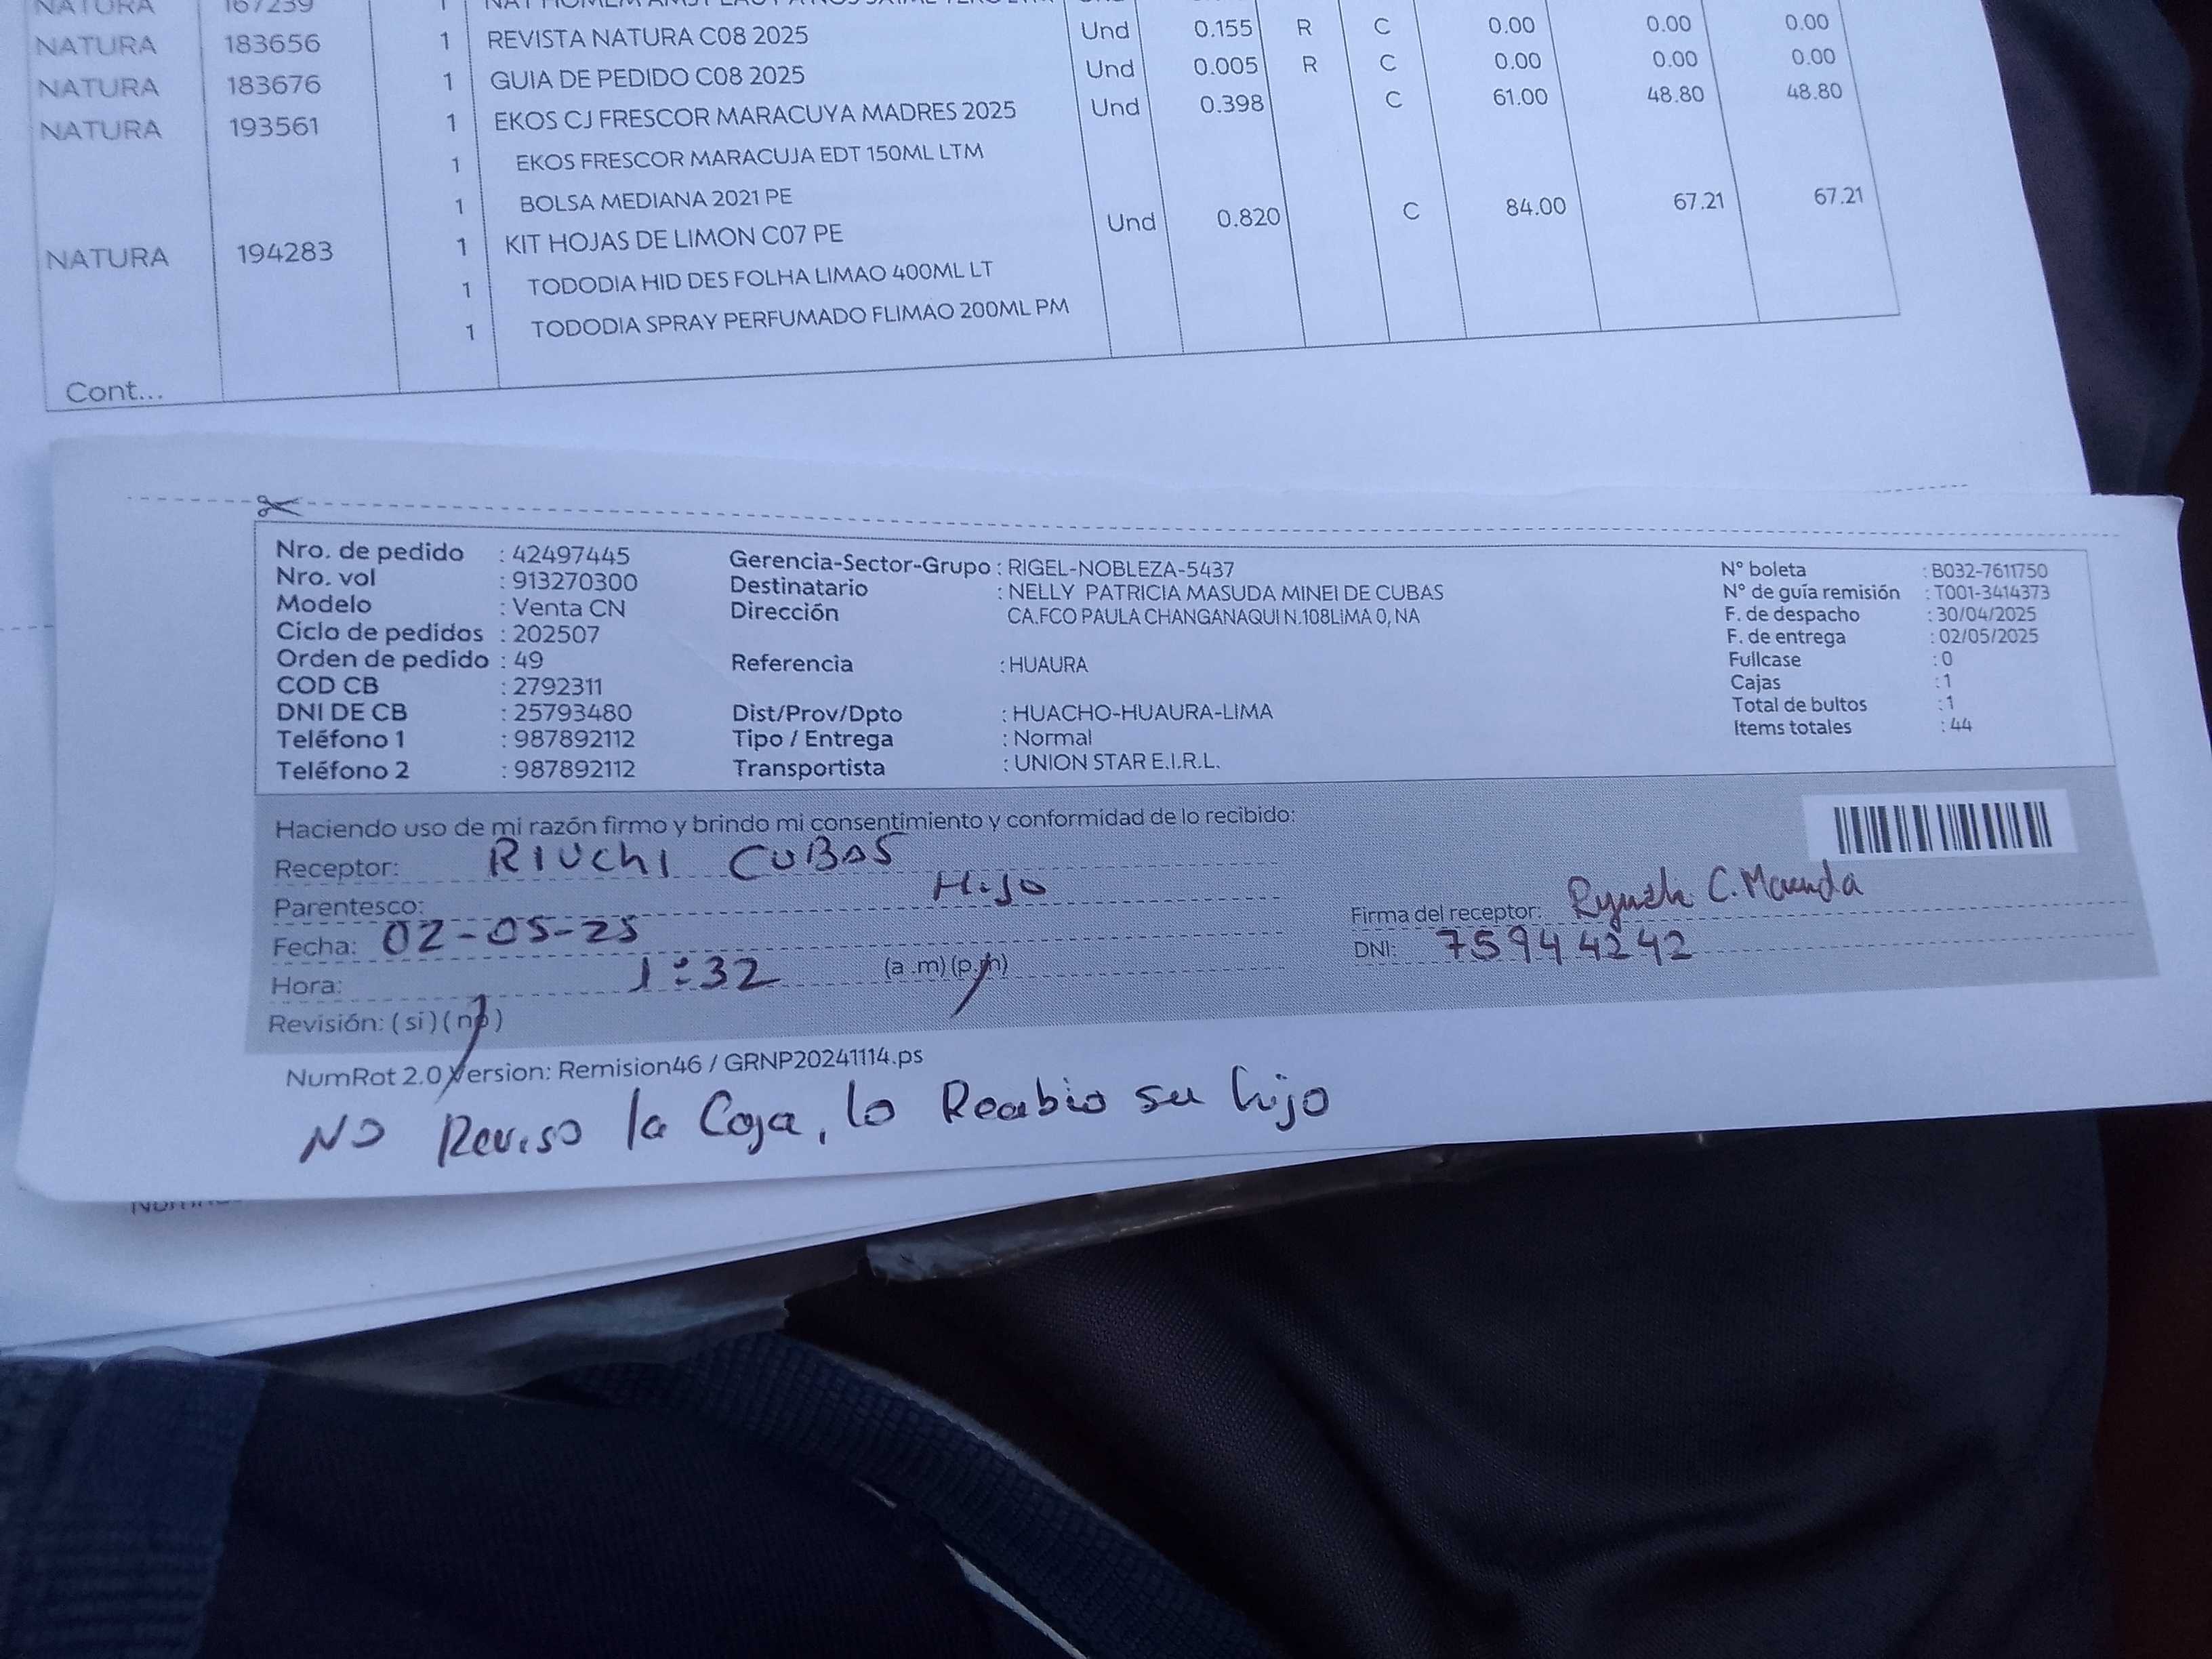 NATURA 183656 1 REVISTA NATURA C08 2025 Und 0.155 R C 0.00 0.00 0.00
NATURA 183676 1 GUIA DE PEDIDO C08 2025 Und 0.005 R C 0.00 0.00 0.00
NATURA 193561 1 EKOS CJ FRESCOR MARACUYA MADRES 2025 Und 0.398 C 61.00 48.80 48.80
1 EKOS FRESCOR MARACUJA EDT 150ML LTM
1 BOLSA MEDIANA 2021 PE
NATURA 194283 1 KIT HOJAS DE LIMON C07 PE Und 0.820 C 84.00 67.21 67.21
1 TODODIA HID DES FOLHA LIMAO 400ML LT
1 TODODIA SPRAY PERFUMADO FLIMAO 200ML PM
Cont...
Nro. de pedido : 42497445
Nro. vol : 913270300
Modelo : Venta CN
Ciclo de pedidos : 202507
Orden de pedido : 49
COD CB : 2792311
DNI DE CB : 25793480
Teléfono 1 : 987892112
Teléfono 2 : 987892112
Gerencia-Sector-Grupo : RIGEL-NOBLEZA-5437
Destinatario : NELLY PATRICIA MASUDA MINEI DE CUBAS
Dirección CA.FCO PAULA CHANGANAQUI N.108LIMA 0, NA
Referencia : HUAURA
Dist/Prov/Dpto : HUACHO-HUAURA-LIMA
Tipo / Entrega : Normal
Transportista : UNION STAR E.I.R.L.
N° boleta : B032-7611750
N° de guía remisión : T001-3414373
F. de despacho : 30/04/2025
F. de entrega : 02/05/2025
Fullcase : 0
Cajas : 1
Total de bultos : 1
Items totales : 44
Haciendo uso de mi razón firmo y brindo mi consentimiento y conformidad de lo recibido:
Receptor: RIUCHI CUBAS
Parentesco: Hijo
Fecha: 02-05-25
Hora: 1:32 (a.m) (p.m)
Revisión: (si) (no)
Firma del receptor: C.
DNI: 75944242
NumRot 2.0 Version: Remision46 / GRNP20241114.ps
NO Reviso la Caja, lo Recibio su hijo